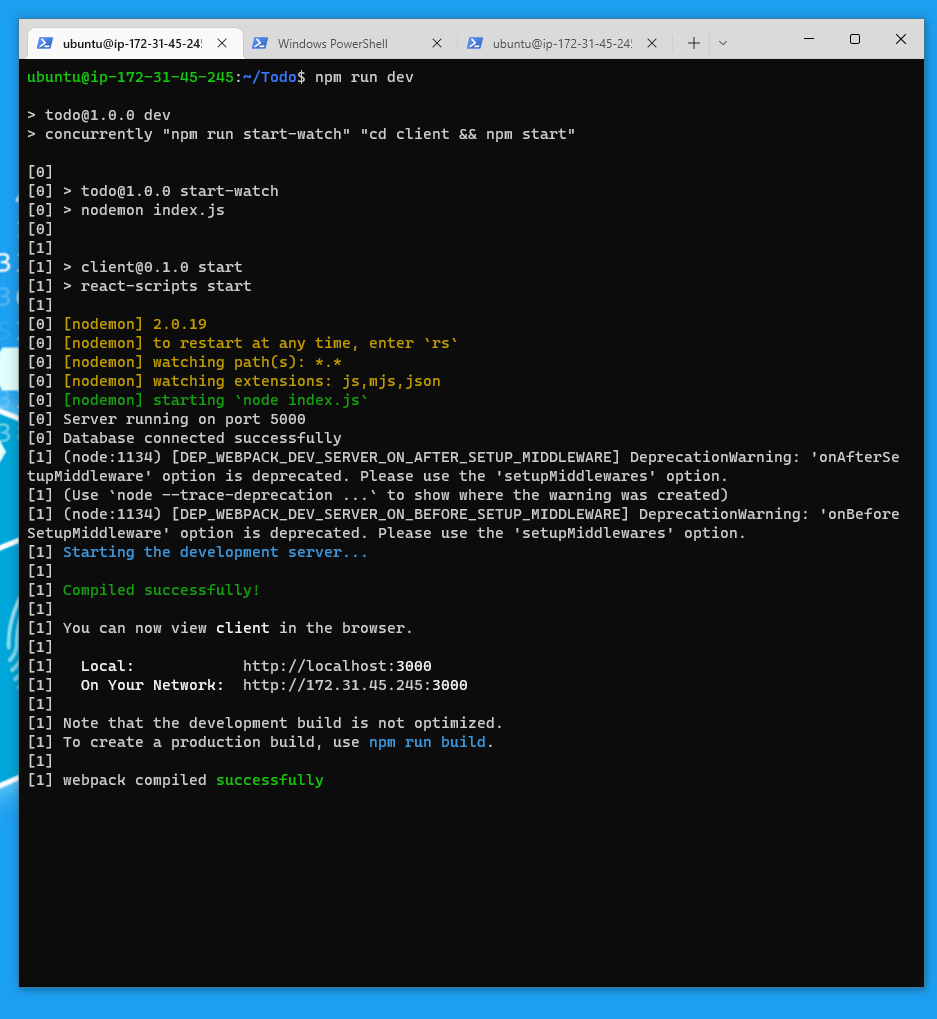 ubuntu@ip-172-31-45-24
Windows PowerShell
ubuntu@ip-172-31-45-24
ubuntu@ip-172-31-45-245:~/Todo$ npm run dev
> todo@1.0.0 dev
> concurrently "npm run start-watch" "cd client && npm start"
[0]
[0] > todo@1.0.0 start-watch
[0] > nodemon index.js
[0]
[1]
[1] > client@0.1.0 start
[1] > react-scripts start
[1]
[0] [nodemon] 2.0.19
[0] [nodemon] to restart at any time, enter `rs`
[0] [nodemon] watching path(s): *.*
[0] [nodemon] watching extensions: js,mjs,json
[0] [nodemon] starting `node index.js`
[0] Server running on port 5000
[0] Database connected successfully
[1] (node:1134) [DEP_WEBPACK_DEV_SERVER_ON_AFTER_SETUP_MIDDLEWARE] DeprecationWarning: 'onAfterSe
tupMiddleware' option is deprecated. Please use the 'setupMiddlewares' option.
[1] (Use `node --trace-deprecation ...` to show where the warning was created)
[1] (node:1134) [DEP_WEBPACK_DEV_SERVER_ON_BEFORE_SETUP_MIDDLEWARE] DeprecationWarning: 'onBefore
SetupMiddleware' option is deprecated. Please use the 'setupMiddlewares' option.
[1] Starting the development server...
[1]
[1] Compiled successfully!
[1]
[1] You can now view client in the browser.
[1]
[1]   Local:            http://localhost:3000
[1]   On Your Network:  http://172.31.45.245:3000
[1]
[1] Note that the development build is not optimized.
[1] To create a production build, use npm run build.
[1]
[1] webpack compiled successfully